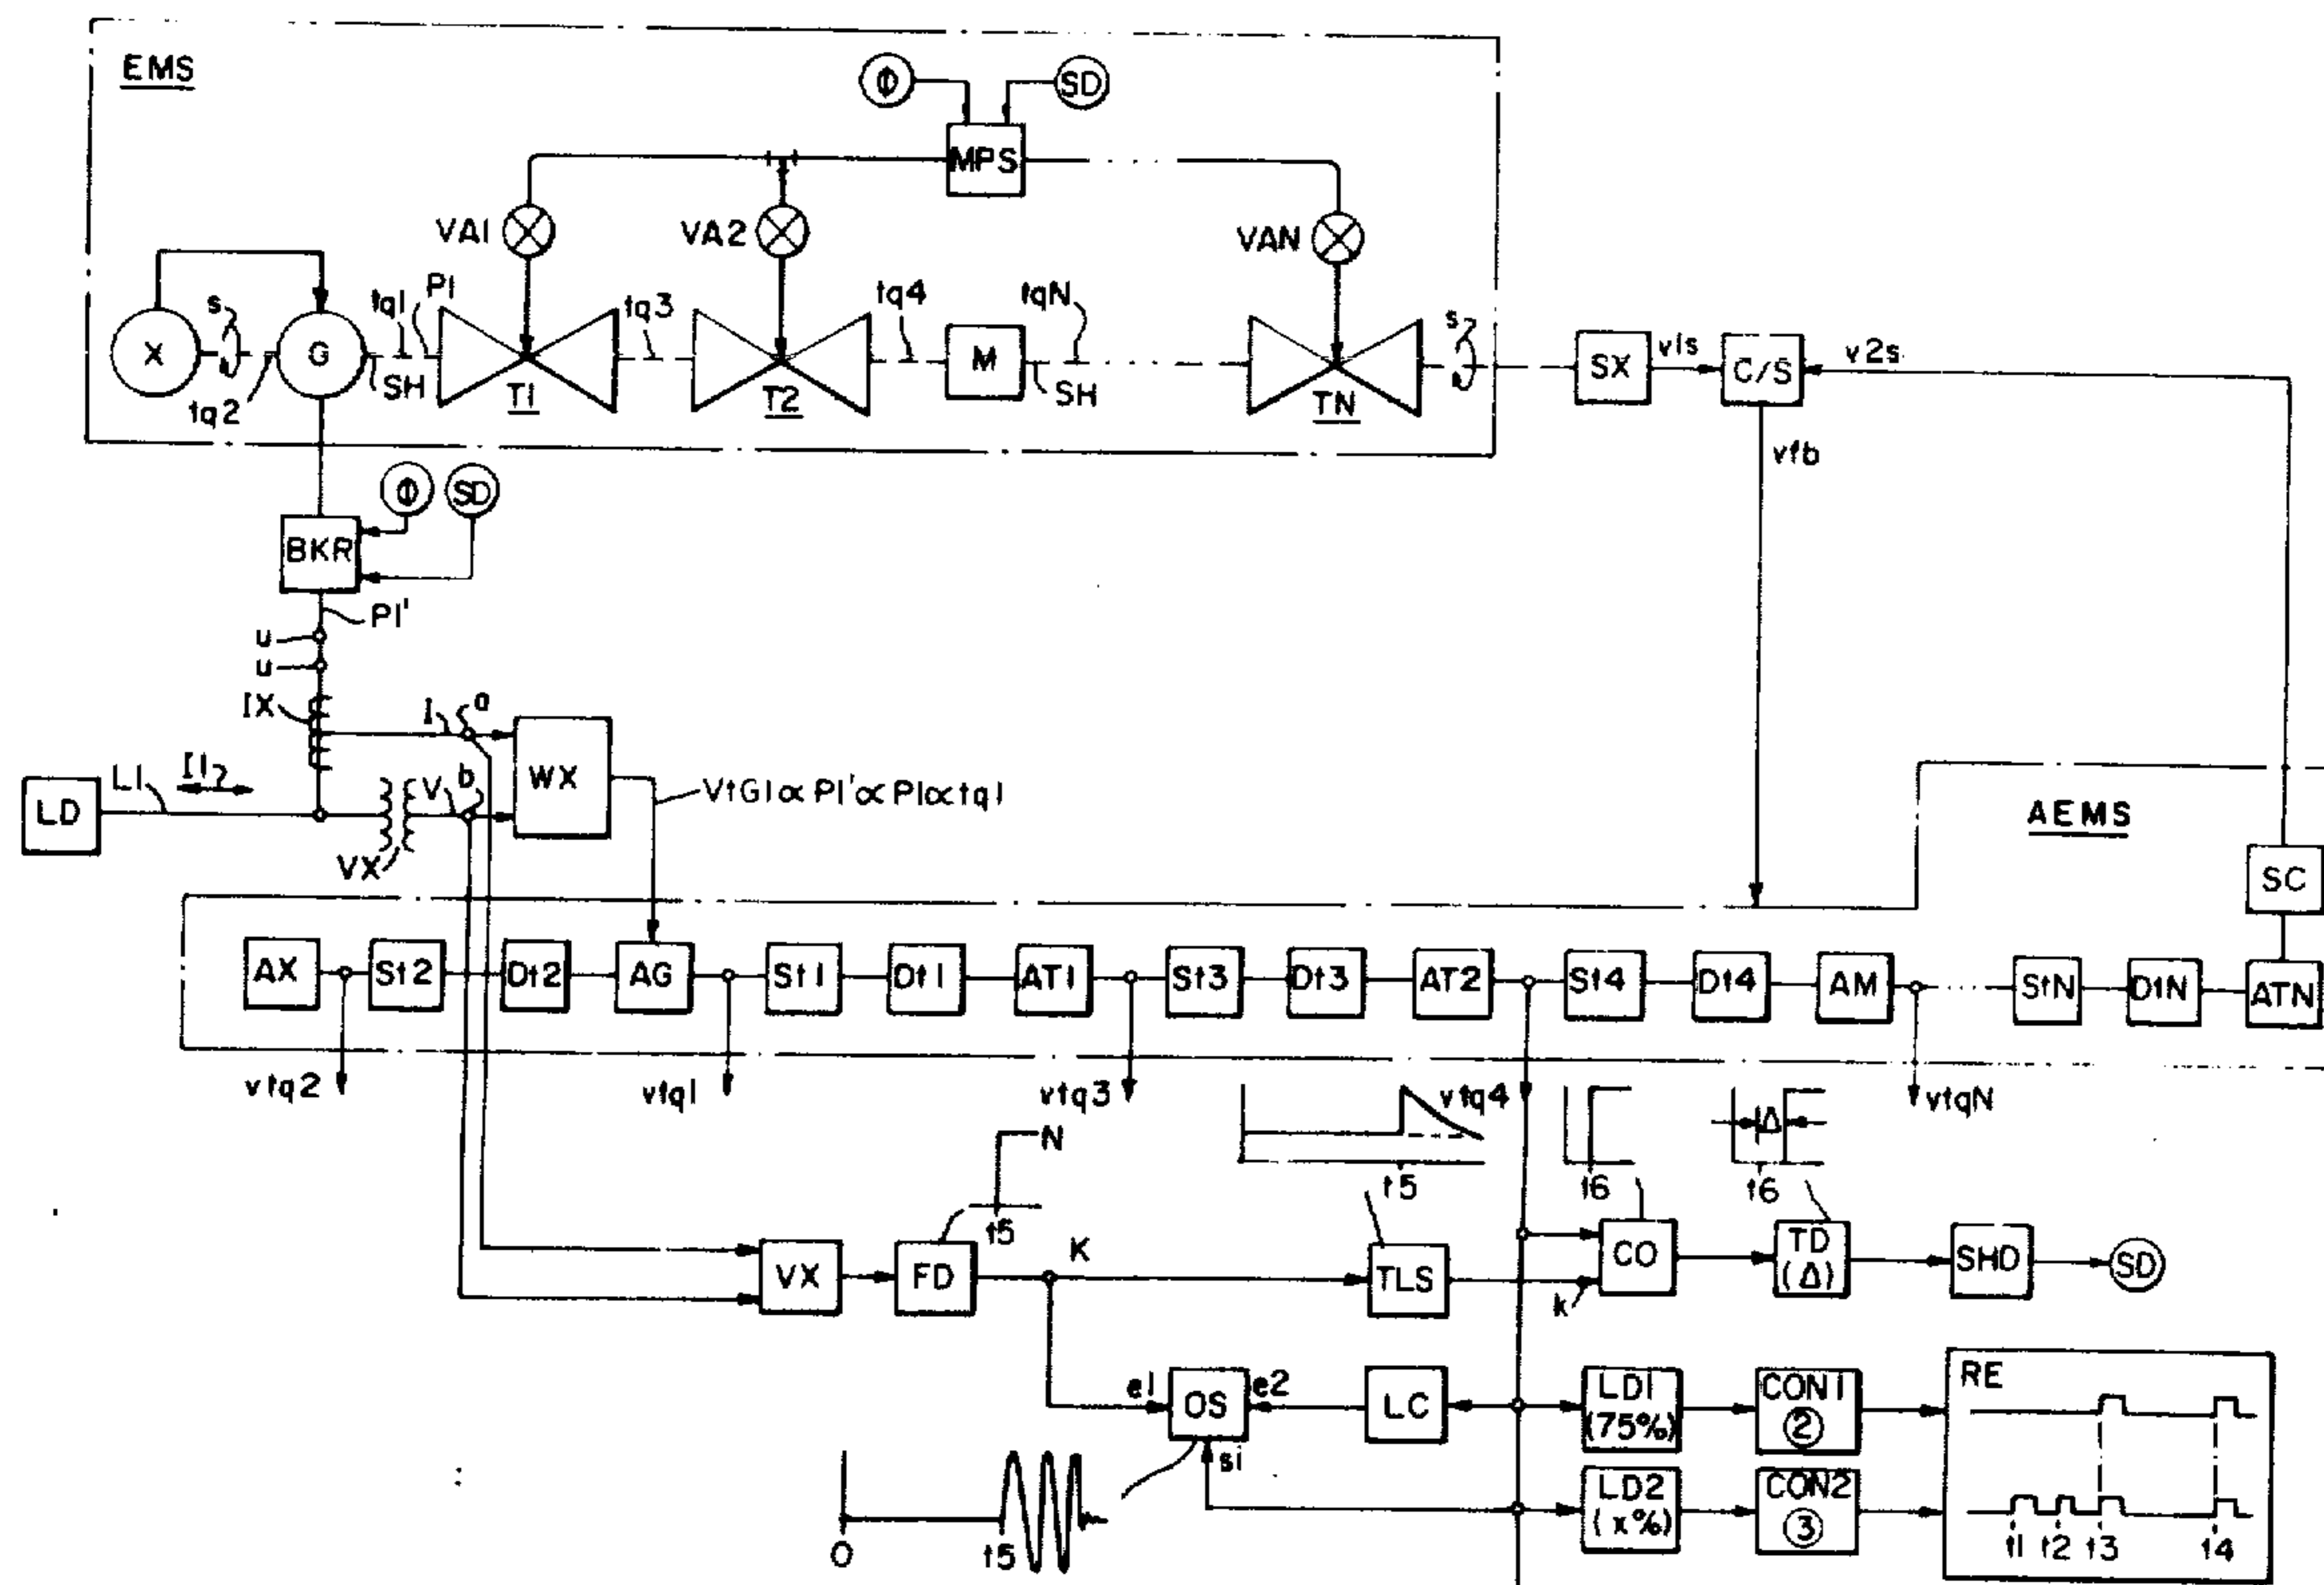 EMS
Φ
SD
MPS
VA1
VA2
VAN
X
s
G
tq1
P1
tq2
SH
T1
tq3
T2
tq4
M
tqN
SH
TN
s
SX
v1s
C/S
v2s
vfb
Φ
SD
BKR
P1'
u
u
IX
I
a
WX
LD
L1
I1
V
b
VX
VtG1∝P1'∝P1∝tq1
AEMS
SC
AX
St2
Dt2
AG
St1
Dt1
AT1
St3
Dt3
AT2
St4
Dt4
AM
StN
DtN
ATN
vtq2
vtq1
vtq3
vtq4
vtqN
N
t5
t5
t6
Δ
t6
VX
FD
K
TLS
k
CO
TD
(Δ)
SHD
SD
e1
OS
e2
si
LC
LD1
(75%)
CON1
②
LD2
(x%)
CON2
③
RE
t1 t2 t3 t4
0
t5